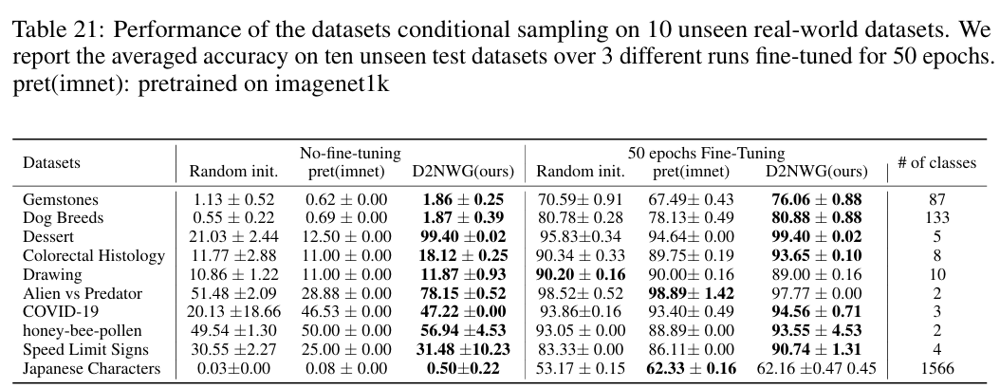 Table 21: Performance of the datasets conditional sampling on 10 unseen real-world datasets. We
report the averaged accuracy on ten unseen test datasets over 3 different runs fine-tuned for 50 epochs.
pret(imnet): pretrained on imagenet1k
Datasets No-fine-tuning 50 epochs Fine-Tuning # of classes
Random init. pret(imnet) D2NWG(ours) Random init. pret(imnet) D2NWG(ours)
Gemstones 1.13 ± 0.52 0.62 ± 0.00 1.86 ± 0.25 70.59± 0.91 67.49± 0.43 76.06 ± 0.88 87
Dog Breeds 0.55 ± 0.22 0.69 ± 0.00 1.87 ± 0.39 80.78± 0.28 78.13± 0.49 80.88 ± 0.88 133
Dessert 21.03 ± 2.44 12.50 ± 0.00 99.40 ±0.02 95.83±0.34 94.64± 0.00 99.40 ± 0.02 5
Colorectal Histology 11.77 ±2.88 11.00 ± 0.00 18.12 ± 0.25 90.34 ± 0.33 89.75± 0.19 93.65 ± 0.10 8
Drawing 10.86 ± 1.22 11.00 ± 0.00 11.87 ±0.93 90.20 ± 0.16 90.00± 0.16 89.00 ± 0.16 10
Alien vs Predator 51.48 ±2.09 28.88 ± 0.00 78.15 ±0.52 98.52± 0.52 98.89± 1.42 97.77 ± 0.00 2
COVID-19 20.13 ±18.66 46.53 ± 0.00 47.22 ±0.00 93.86±0.16 93.40± 0.49 94.56 ± 0.71 3
honey-bee-pollen 49.54 ±1.30 50.00 ± 0.00 56.94 ±4.53 93.05 ± 0.00 88.89± 0.00 93.55 ± 4.53 2
Speed Limit Signs 30.55 ±2.27 25.00 ± 0.00 31.48 ±10.23 83.33± 0.00 86.11± 0.00 90.74 ± 1.31 4
Japanese Characters 0.03±0.00 0.08 ± 0.00 0.50±0.22 53.17 ± 0.15 62.33 ± 0.16 62.16 ±0.47 0.45 1566